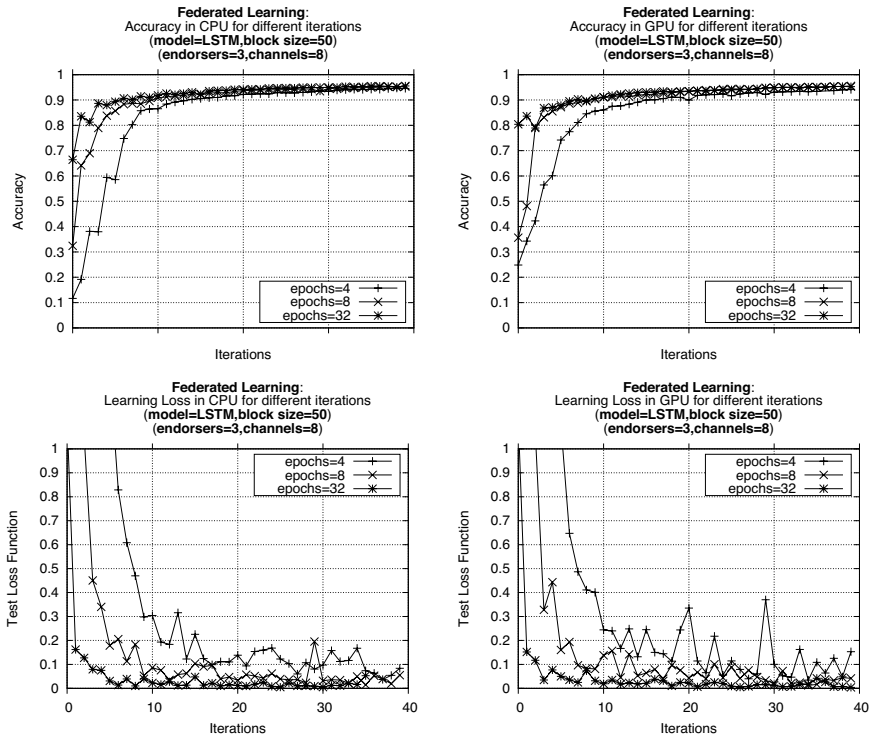 Federated Learning:
Accuracy in CPU for different iterations
(model=LSTM,block size=50)
(endorsers=3,channels=8)
1
0.9
0.8
0.7
0.6
0.5
0.4
0.3
0.2
0.1
0
Accuracy
epochs=4
epochs=8
epochs=32
0
10
20
30
40
Iterations
Federated Learning:
Accuracy in GPU for different iterations
(model=LSTM,block size=50)
(endorsers=3,channels=8)
1
0.9
0.8
0.7
0.6
0.5
0.4
0.3
0.2
0.1
0
Accuracy
epochs=4
epochs=8
epochs=32
0
10
20
30
40
Iterations
Federated Learning:
Learning Loss in CPU for different iterations
(model=LSTM,block size=50)
(endorsers=3,channels=8)
1
0.9
0.8
0.7
0.6
0.5
0.4
0.3
0.2
0.1
0
Test Loss Function
epochs=4
epochs=8
epochs=32
0
10
20
30
40
Iterations
Federated Learning:
Learning Loss in GPU for different iterations
(model=LSTM,block size=50)
(endorsers=3,channels=8)
1
0.9
0.8
0.7
0.6
0.5
0.4
0.3
0.2
0.1
0
Test Loss Function
epochs=4
epochs=8
epochs=32
0
10
20
30
40
Iterations